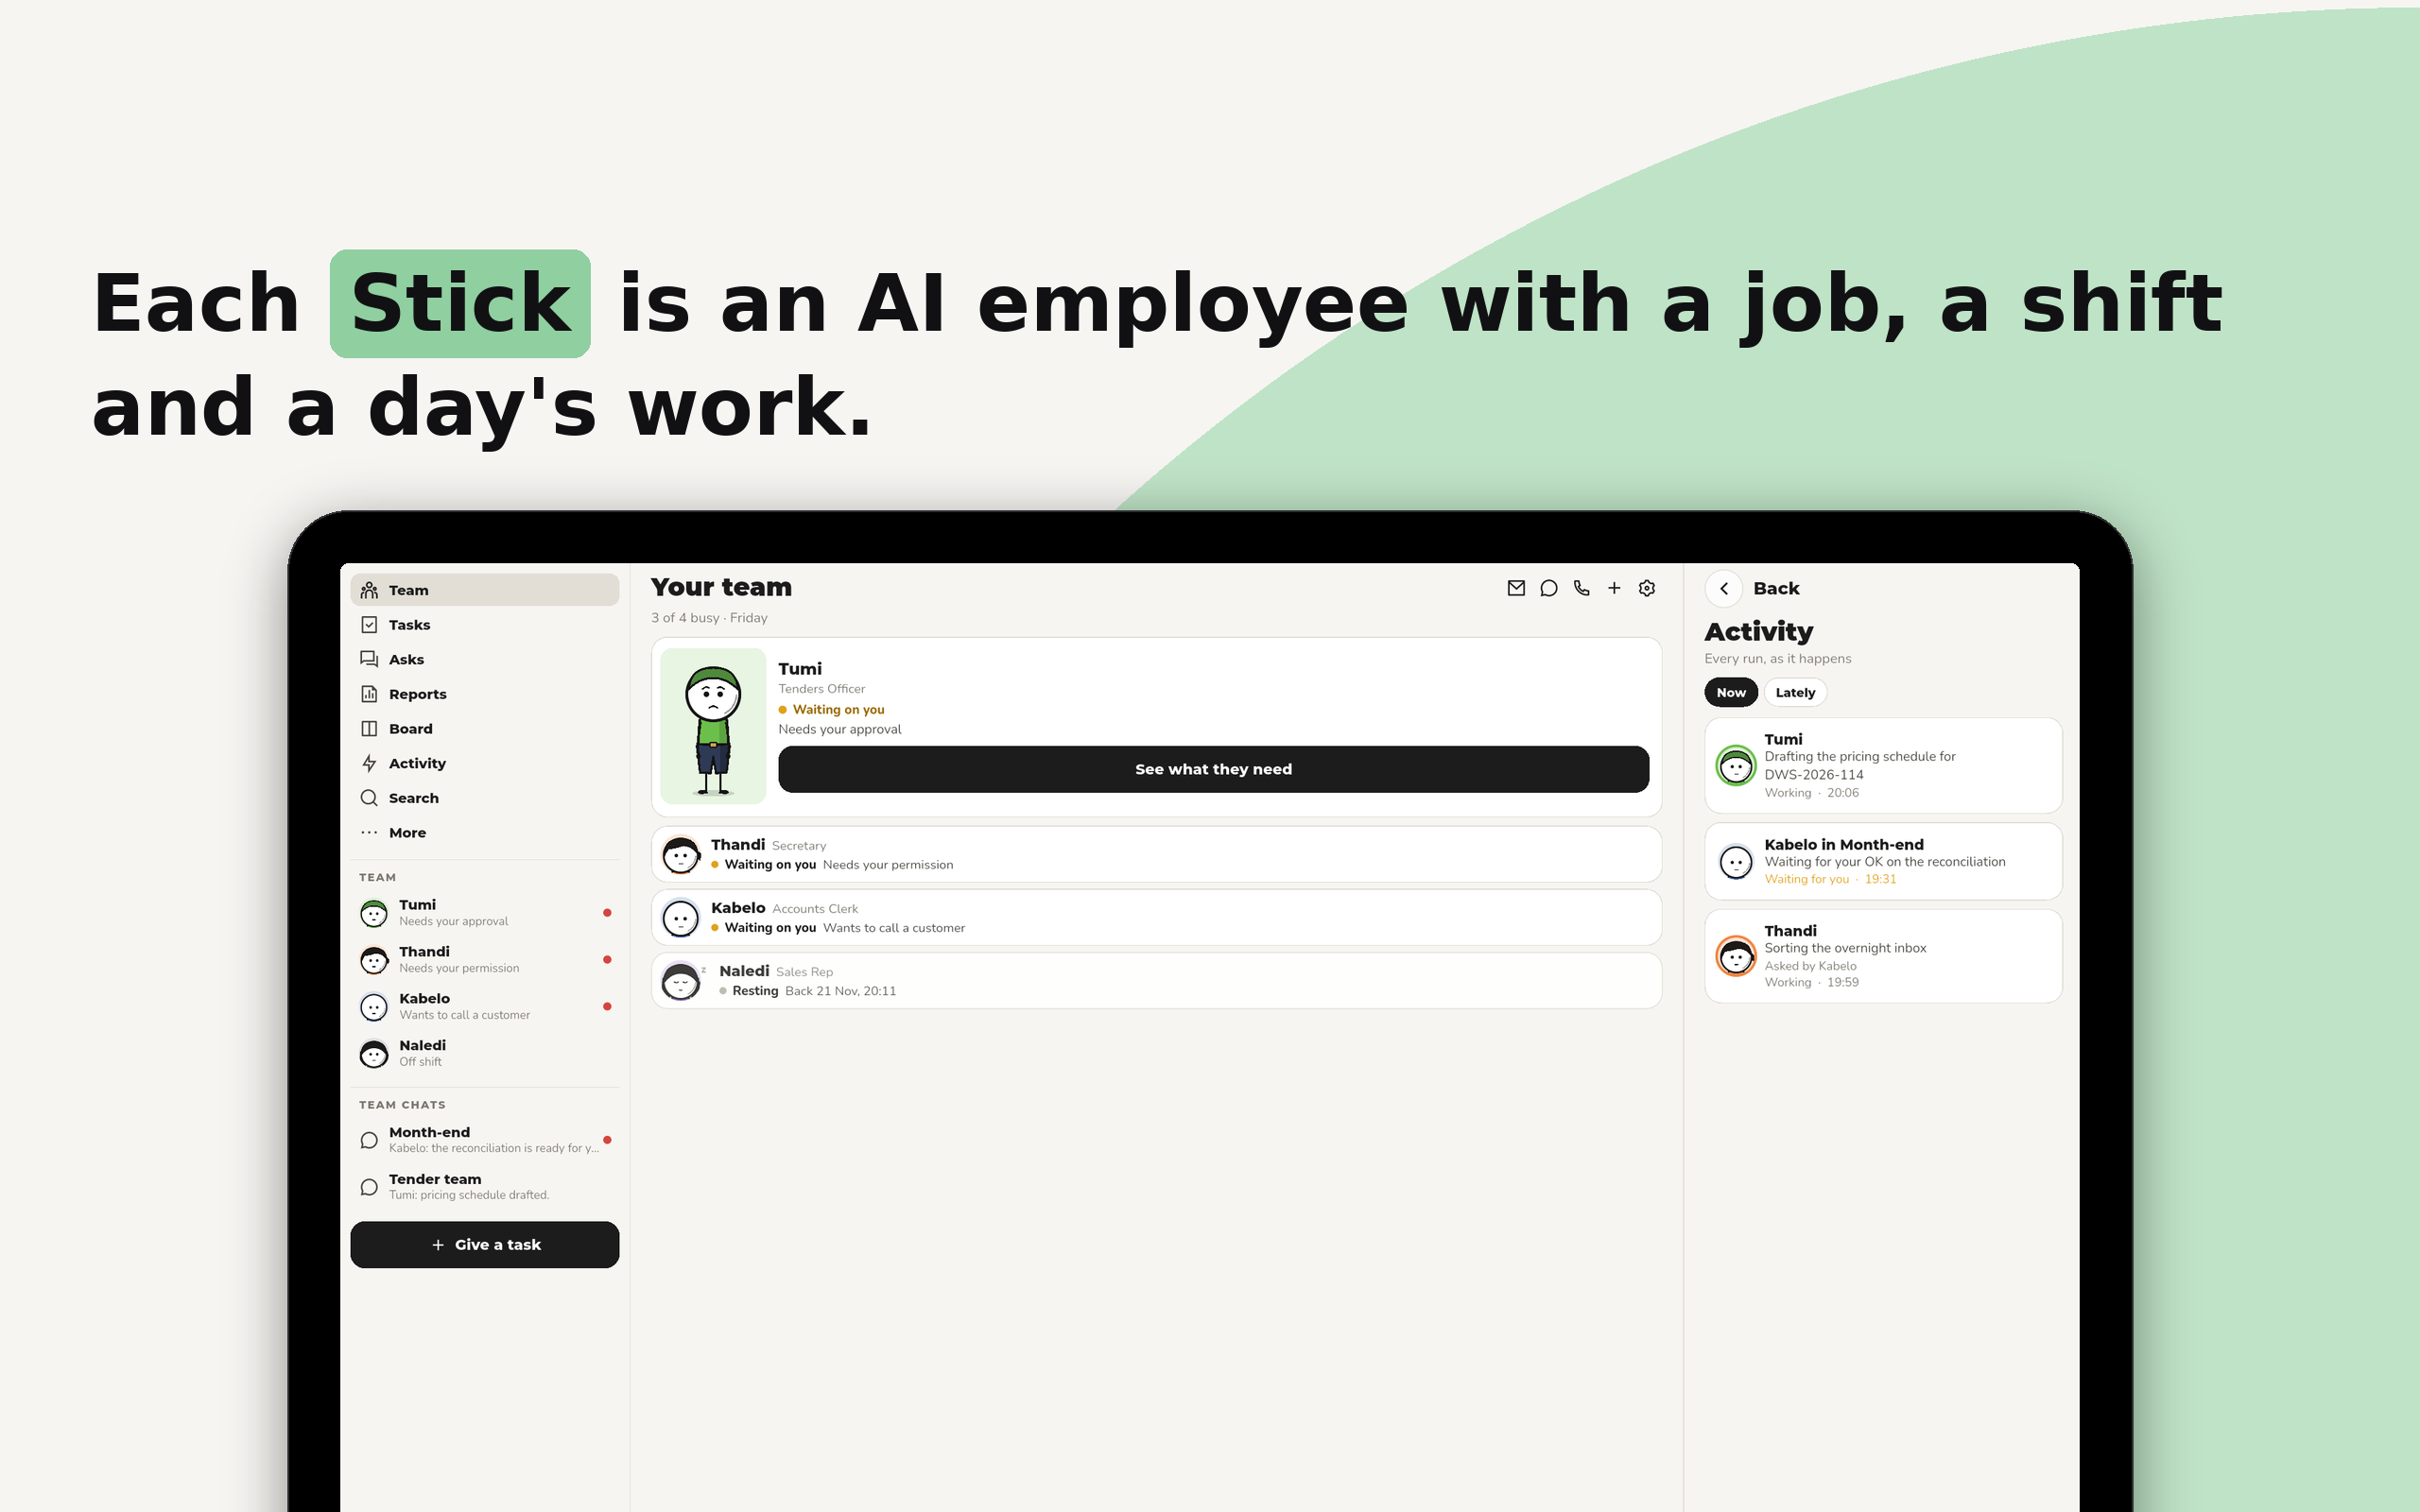 Each Stick is an AI employee with a job, a shift
and a day's work.
Team
Tasks
Asks
Reports
Board
Activity
Search
More
TEAM
Tumi
Needs your approval
Thandi
Needs your permission
Kabelo
Wants to call a customer
Naledi
Off shift
TEAM CHATS
Month-end
Kabelo: the reconciliation is ready for y...
Tender team
Tumi: pricing schedule drafted.
+ Give a task
Your team
3 of 4 busy · Friday
Tumi
Tenders Officer
Waiting on you
Needs your approval
See what they need
Thandi Secretary
Waiting on you Needs your permission
Kabelo Accounts Clerk
Waiting on you Wants to call a customer
z
Naledi Sales Rep
Resting Back 21 Nov, 20:11
Back
Activity
Every run, as it happens
Now Lately
Tumi
Drafting the pricing schedule for
DWS-2026-114
Working · 20:06
Kabelo in Month-end
Waiting for your OK on the reconciliation
Waiting for you · 19:31
Thandi
Sorting the overnight inbox
Asked by Kabelo
Working · 19:59